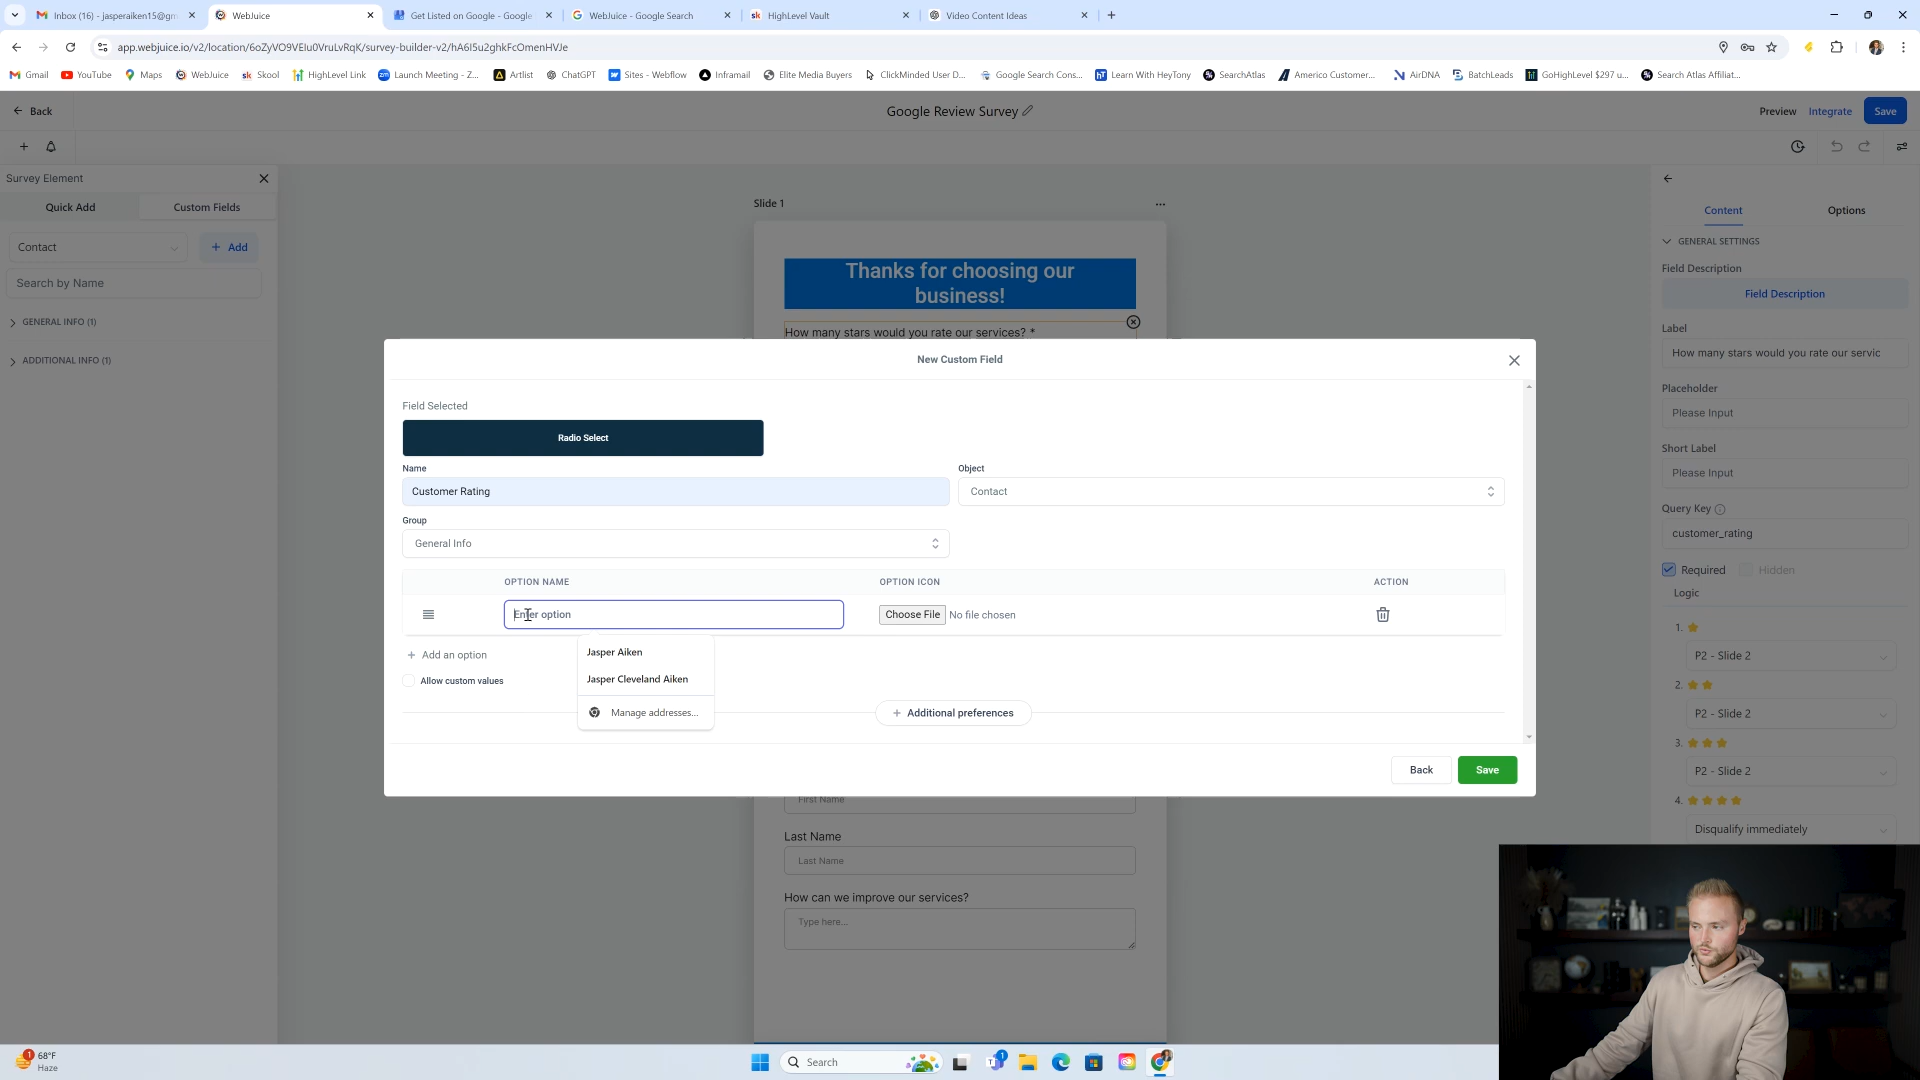 Inbox (16) - jasperaiken15@gm
WebJuice
Get Listed on Google - Google
WebJuice - Google Search
HighLevel Vault
Video Content Ideas
app.webjuice.io/v2/location/6oZyVO9VElu0VruLvRqK/survey-builder-v2/hA6I5u2ghkFcOmenHVJe
Gmail
YouTube
Maps
WebJuice
Skool
HighLevel Link
Launch Meeting - Z...
Artlist
ChatGPT
Sites - Webflow
Inframail
Elite Media Buyers
ClickMinded User D...
Google Search Cons...
Learn With HeyTony
SearchAtlas
Americo Customer...
AirDNA
BatchLeads
GoHighLevel $297 u...
Search Atlas Affiliat...
Back
Google Review Survey
Preview
Integrate
Save
Survey Element
Quick Add
Custom Fields
Contact
+ Add
Search by Name
GENERAL INFO (1)
ADDITIONAL INFO (1)
Slide 1
...
Thanks for choosing our
business!
How many stars would you rate our services? *
New Custom Field
Field Selected
Radio Select
Name
Customer Rating
Object
Contact
Group
General Info
OPTION NAME
OPTION ICON
ACTION
Enter option
Choose File No file chosen
+ Add an option
Allow custom values
Jasper Aiken
Jasper Cleveland Aiken
Manage addresses...
+ Additional preferences
Back
Save
First Name
Last Name
Last Name
How can we improve our services?
Type here...
Content
Options
GENERAL SETTINGS
Field Description
Field Description
Label
How many stars would you rate our servic
Placeholder
Please Input
Short Label
Please Input
Query Key
customer_rating
Required
Hidden
Logic
1.
P2 - Slide 2
2.
P2 - Slide 2
3.
P2 - Slide 2
4.
Disqualify immediately
1
68°F
Haze
Search
1